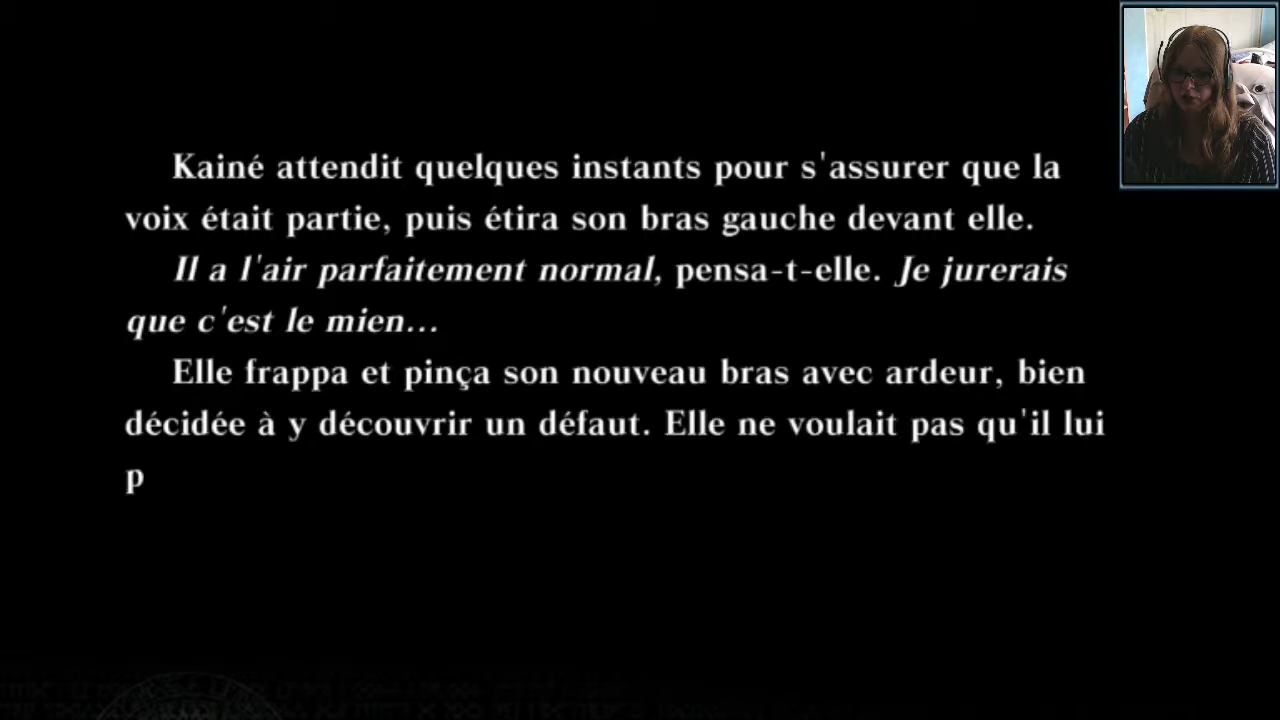 Kainé attendit quelques instants pour s'assurer que la
voix était partie, puis étira son bras gauche devant elle.
Il a l'air parfaitement normal, pensa-t-elle. Je jurerais
que c'est le mien...
Elle frappa et pinça son nouveau bras avec ardeur, bien
décidée à y découvrir un défaut. Elle ne voulait pas qu'il lui
p